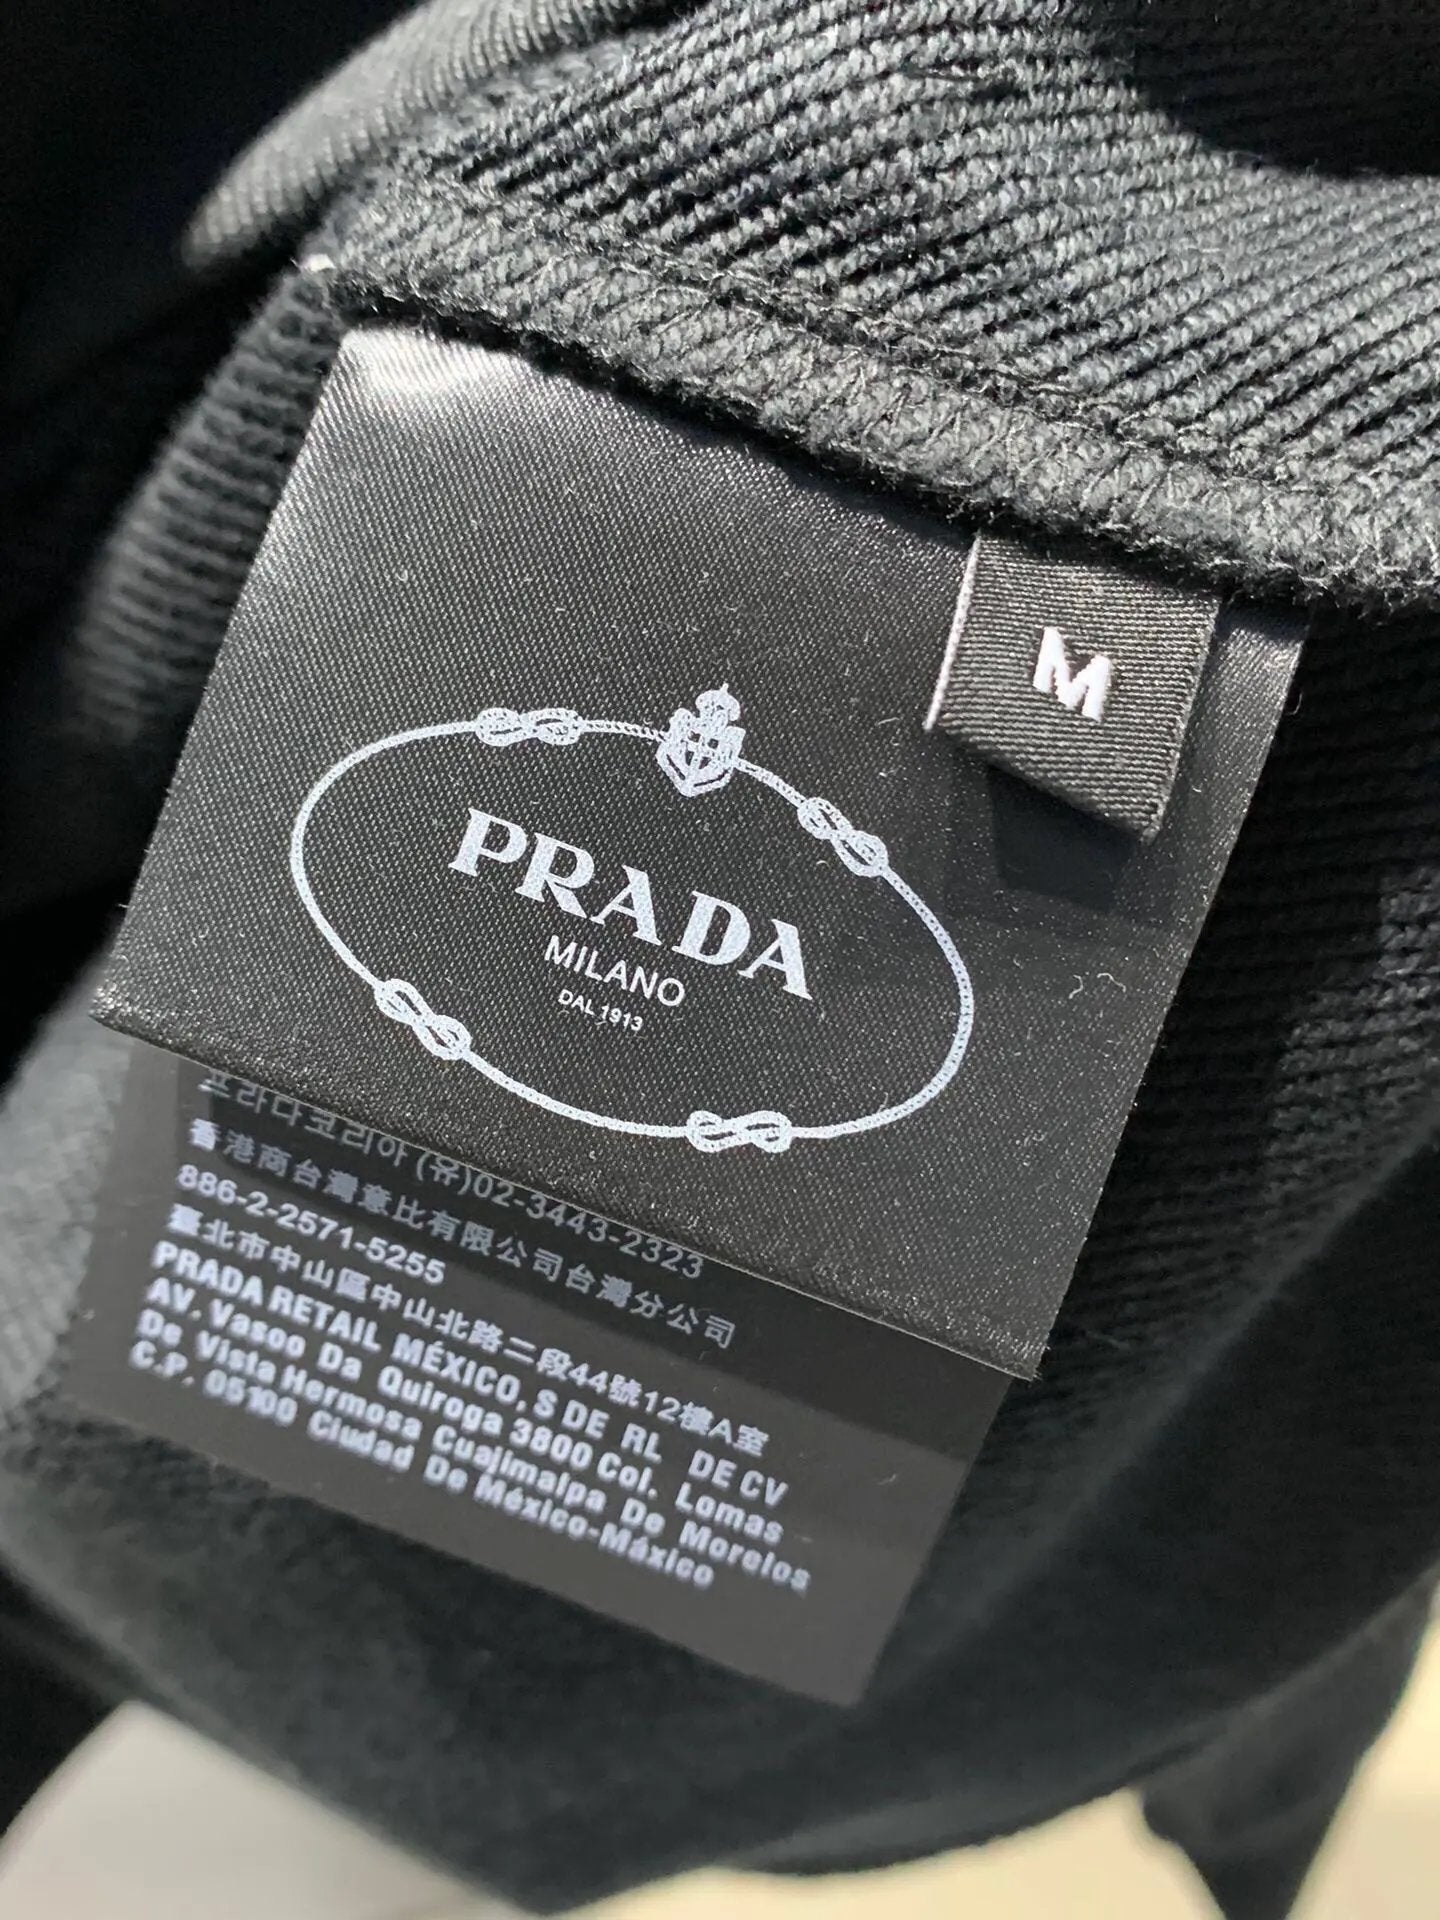 M
PRADA
MILANO
DAL 1913
프라다코리아 (유)02-3443-2323
香港商台灣意比有限公司台灣分公司
886-2-2571-5255
臺北市中山區中山北路二段44號12樓A室
PRADA RETAIL MÉXICO, S DE RL DE CV
AV, Vasoo Da Quiroga 3800 Col. Lomas
De Vista Hermosa Cuajimalpa De Morelos
C.P. 05100 Ciudad De México-Máxico